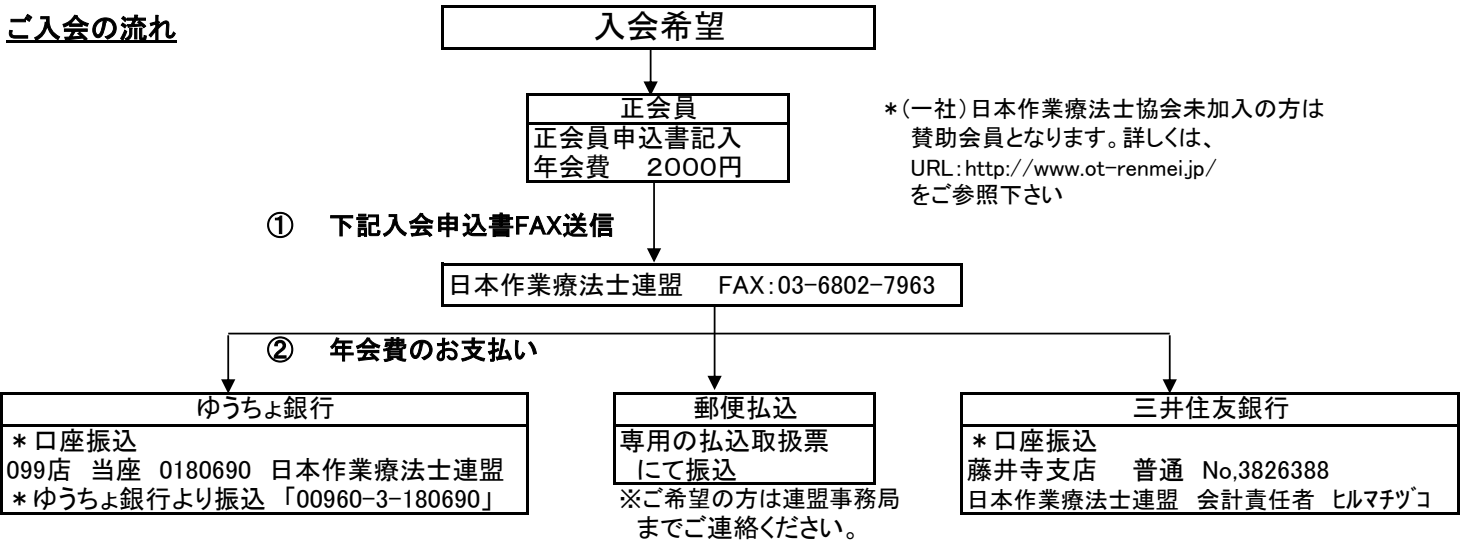 ご入会の流れ
入会希望
正会員
正会員申込書記入
年会費　2000円
＊(一社)日本作業療法士協会未加入の方は
賛助会員となります。詳しくは、
URL:http://www.ot-renmei.jp/
をご参照下さい
①　下記入会申込書FAX送信
日本作業療法士連盟　FAX:03-6802-7963
②　年会費のお支払い
ゆうちょ銀行
＊口座振込
099店　当座　0180690　日本作業療法士連盟
＊ゆうちょ銀行より振込「00960-3-180690」
郵便払込
専用の払込取扱票
にて振込
※ご希望の方は連盟事務局
までご連絡ください。
三井住友銀行
＊口座振込
藤井寺支店　普通　No,3826388
日本作業療法士連盟　会計責任者　ヒルマチヅコ